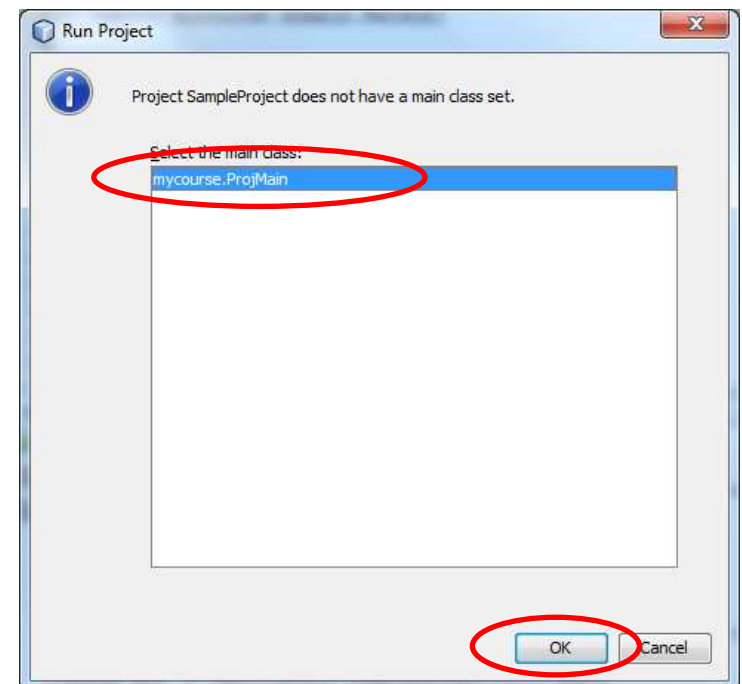 Run Project
Project SampleProject does not have a main class set.
Select the main class:
mycourse.ProjMain
OK
Cancel